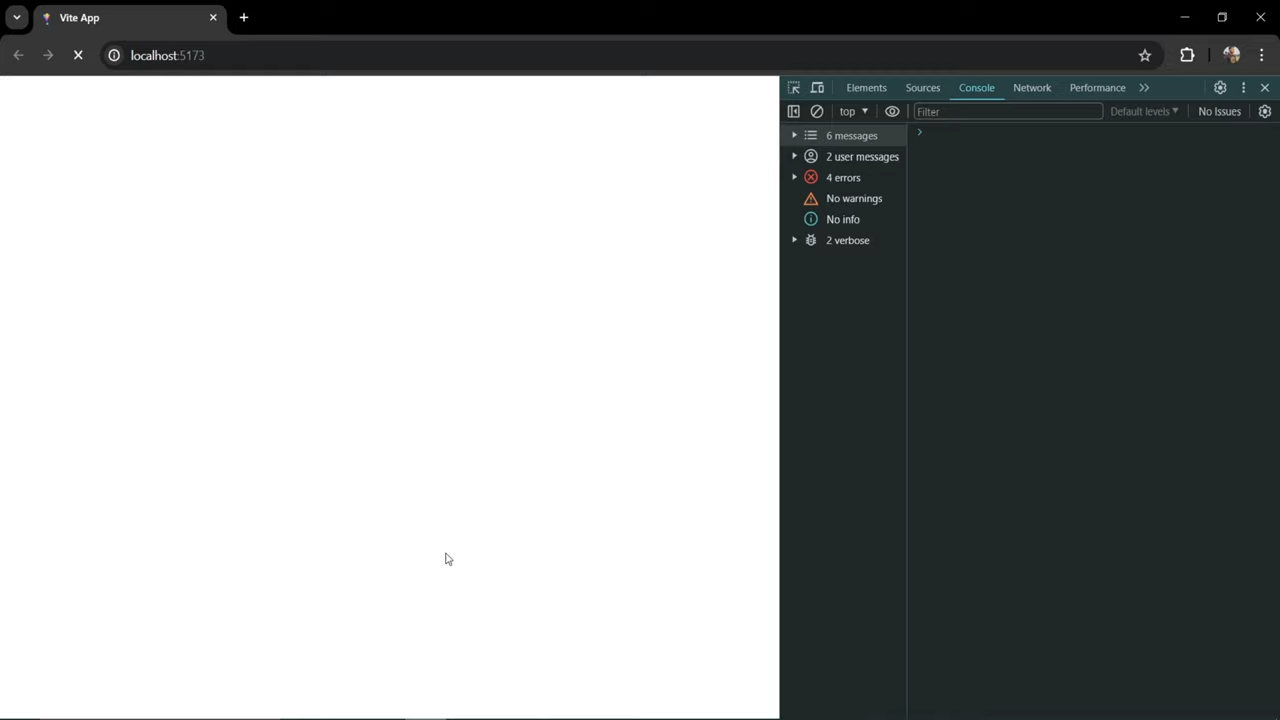 Vite App
localhost:5173
Elements Sources Console Network Performance
top Filter Default levels No Issues
6 messages
2 user messages
4 errors
No warnings
No info
2 verbose